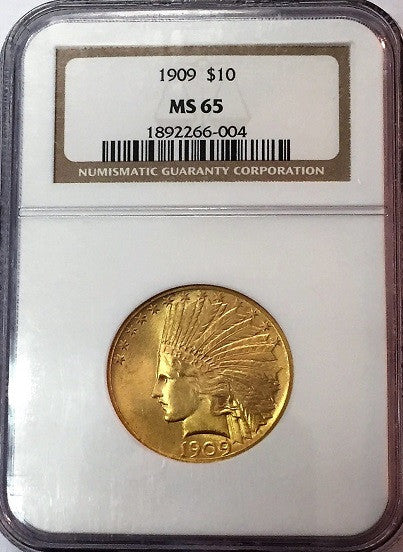 1909 $10
MS 65
1892266-004
NUMISMATIC GUARANTY CORPORATION
1909